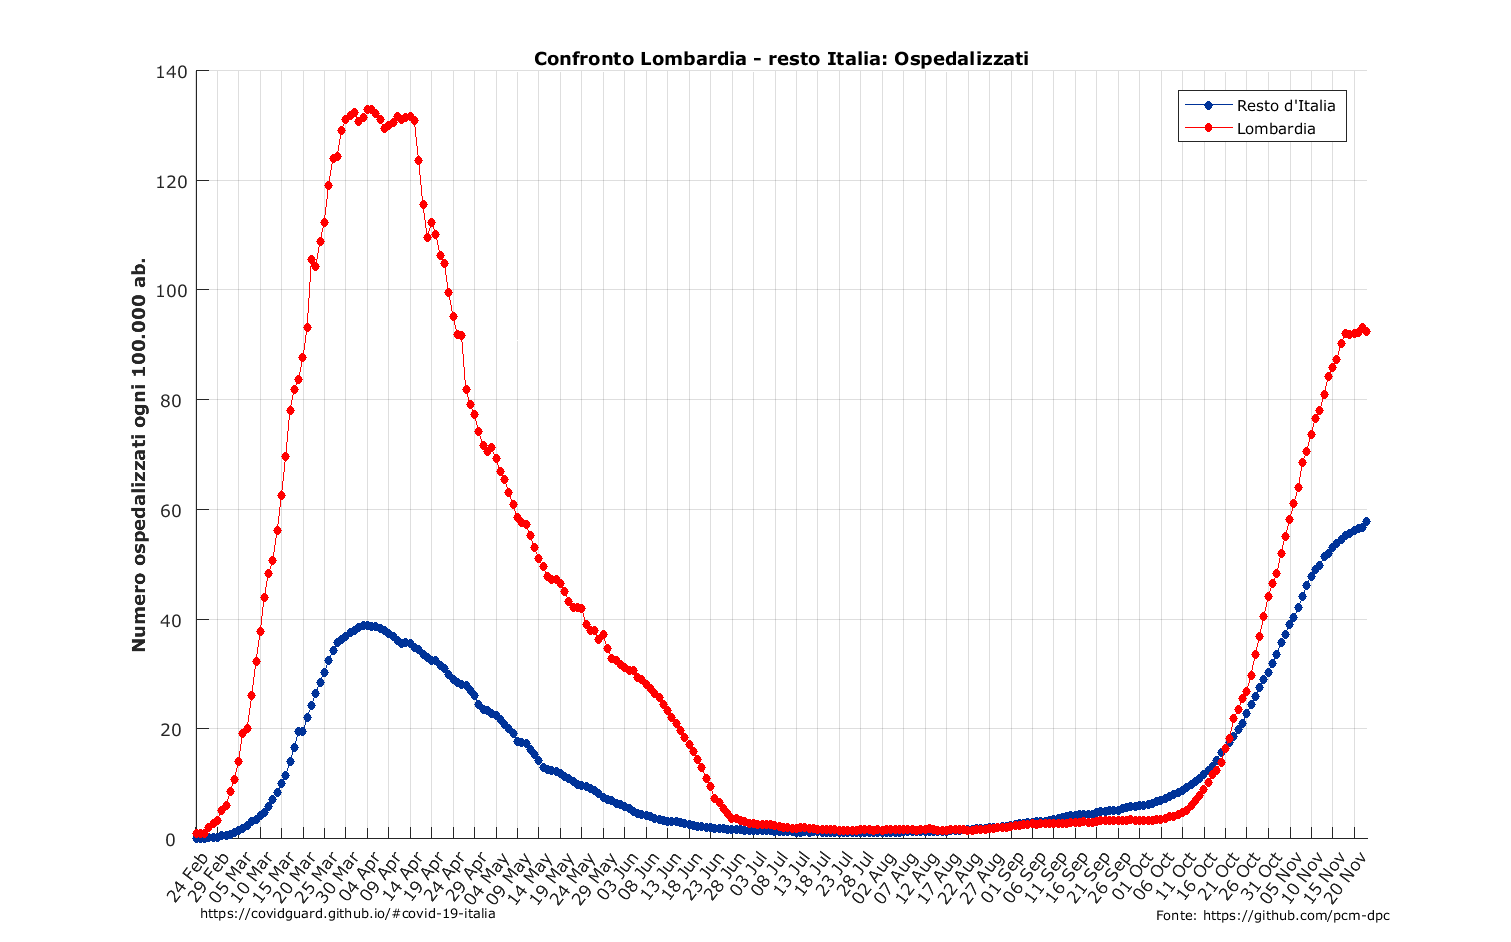 Confronto Lombardia - resto Italia: Ospedalizzati
Resto d'Italia
Lombardia
Numero ospedalizzati ogni 100.000 ab.
140
120
100
80
60
40
20
0
24 Feb
29 Feb
05 Mar
10 Mar
15 Mar
20 Mar
25 Mar
30 Mar
04 Apr
09 Apr
14 Apr
19 Apr
24 Apr
29 Apr
04 May
09 May
14 May
19 May
24 May
29 May
03 Jun
08 Jun
13 Jun
18 Jun
23 Jun
28 Jun
03 Jul
08 Jul
13 Jul
18 Jul
23 Jul
28 Jul
02 Aug
07 Aug
12 Aug
17 Aug
22 Aug
27 Aug
01 Sep
06 Sep
11 Sep
16 Sep
21 Sep
26 Sep
01 Oct
06 Oct
11 Oct
16 Oct
21 Oct
26 Oct
31 Oct
05 Nov
10 Nov
15 Nov
20 Nov
https://covidguard.github.io/#covid-19-italia
Fonte: https://github.com/pcm-dpc